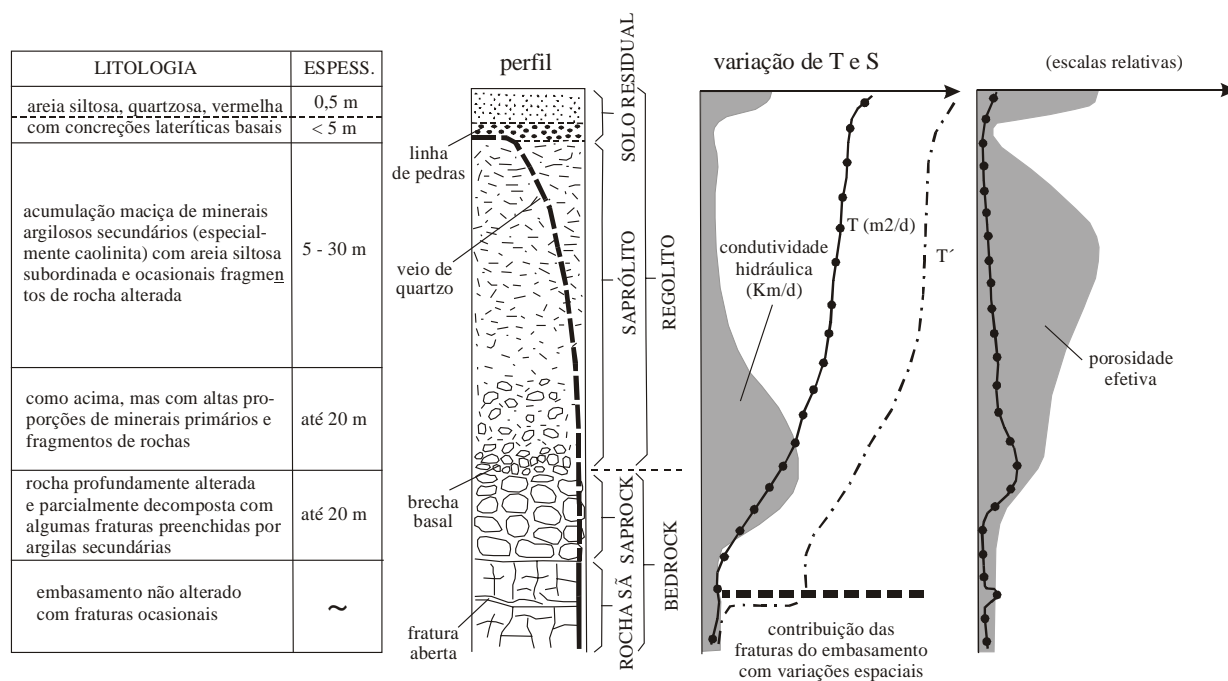 LITOLOGIA
ESPESS.
areia siltosa, quartzosa, vermelha
0,5 m
com concreções lateríticas basais
< 5 m
acumulação maciça de minerais
argilosos secundários (especial-
mente caolinita) com areia siltosa
subordinada e ocasionais fragmen
tos de rocha alterada
5 - 30 m
como acima, mas com altas pro-
porções de minerais primários e
fragmentos de rochas
até 20 m
rocha profundamente alterada
e parcialmente decomposta com
algumas fraturas preenchidas por
argilas secundárias
até 20 m
embasamento não alterado
com fraturas ocasionais
~
perfil
linha
de pedras
veio de
quartzo
brecha
basal
fratura
aberta
SOLO RESIDUAL
SAPRÓLITO
REGOLITO
SAPROCK
ROCHA SÃ
BEDROCK
variação de T e S
(escalas relativas)
T (m2/d)
condutividade
hidráulica
(Km/d)
T´
porosidade
efetiva
contribuição das
fraturas do embasamento
com variações espaciais